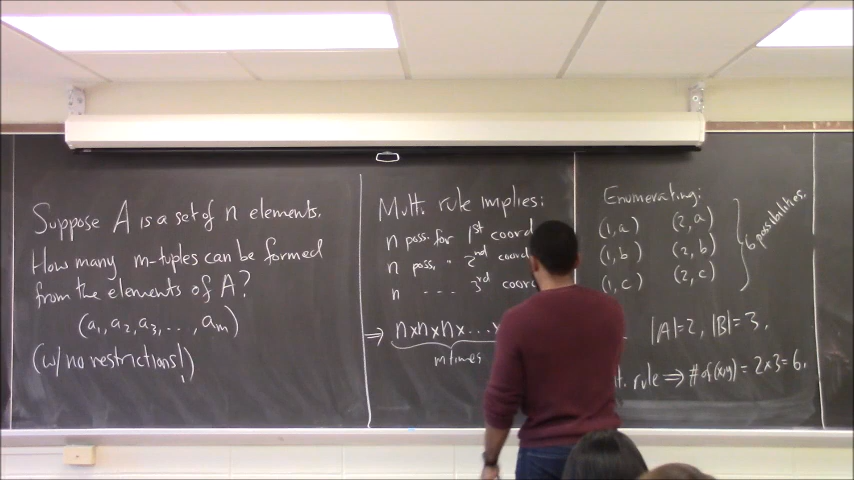 Suppose A is a set of n elements.
How many m-tuples can be formed
from the elements of A?
(a₁, a₂, a₃, ..., aₘ)
(w/ no restrictions!)
Mult. rule implies:
n poss. for 1st coord
n poss. " 2nd coord
n --- 3rd coord
⇒ n×n×n×...×
m times
Enumerating:
(1,a) (2,a)
(1,b) (2,b)
(1,c) (2,c)
6 possibilities.
|A|=2, |B|=3.
rule ⇒ # of (x,y) = 2×3=6.